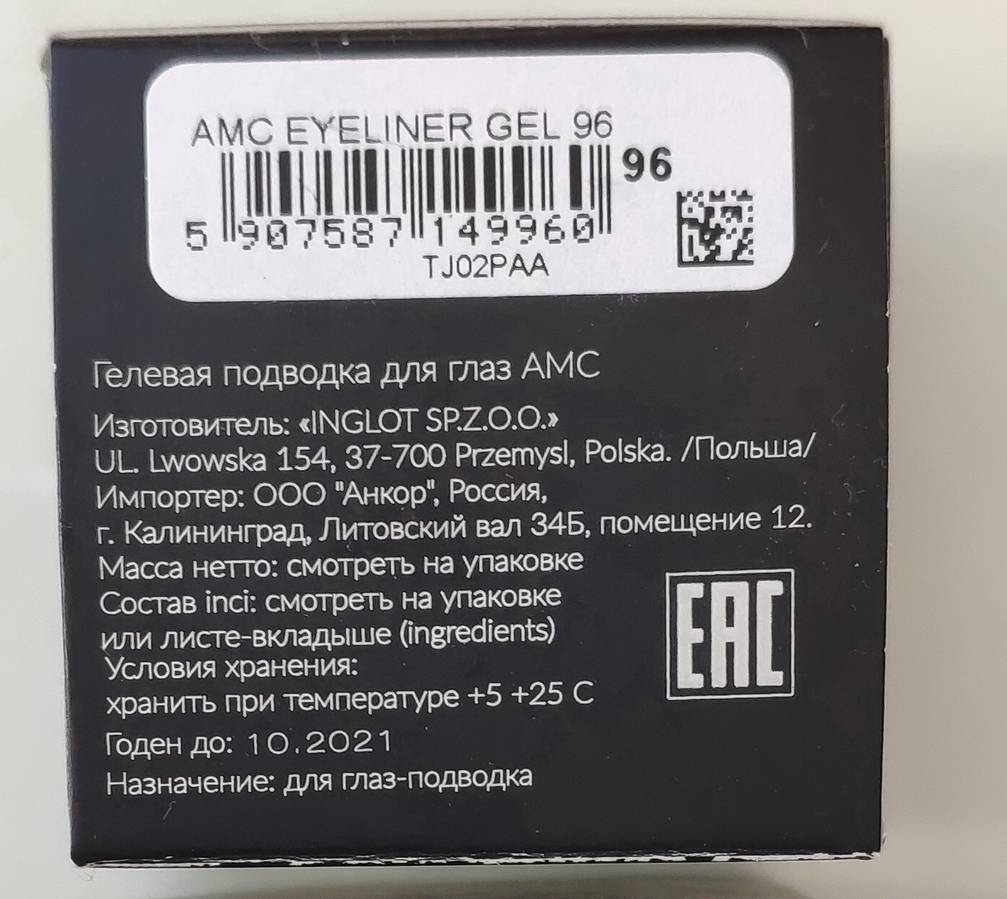 AMC EYELINER GEL 96
96
5 907587 149960
TJ02PAA
Гелевая подводка для глаз AMC
Изготовитель: «INGLOT SP.Z.O.O.»
UL. Lwowska 154, 37-700 Przemysl, Polska. /Польша/
Импортер: ООО "Анкор", Россия,
г. Калининград, Литовский вал 34Б, помещение 12.
Масса нетто: смотреть на упаковке
Состав inci: смотреть на упаковке
или листе-вкладыше (ingredients)
Условия хранения:
хранить при температуре +5 +25 С
EAC
Годен до: 10.2021
Назначение: для глаз-подводка